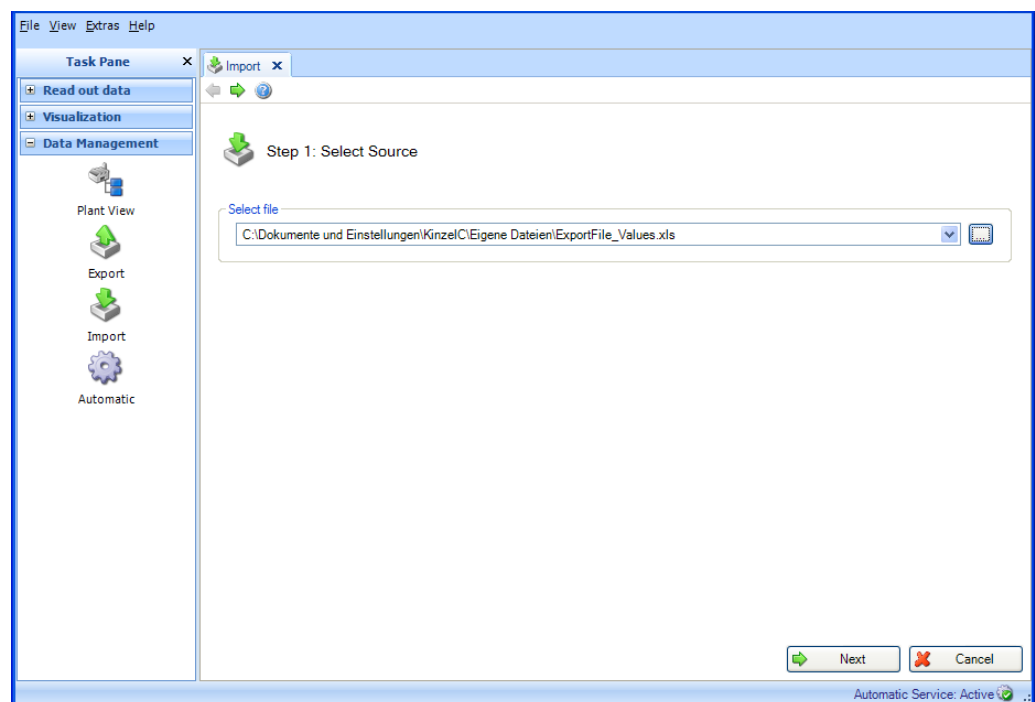 File View Extras Help
Task Pane
Import
Read out data
Visualization
Data Management
Step 1: Select Source
Plant View
Select file
C:\Dokumente und Einstellungen\KinzelC\Eigene Dateien\ExportFile_Values.xls
...
Export
Import
Automatic
Next
Cancel
Automatic Service: Active